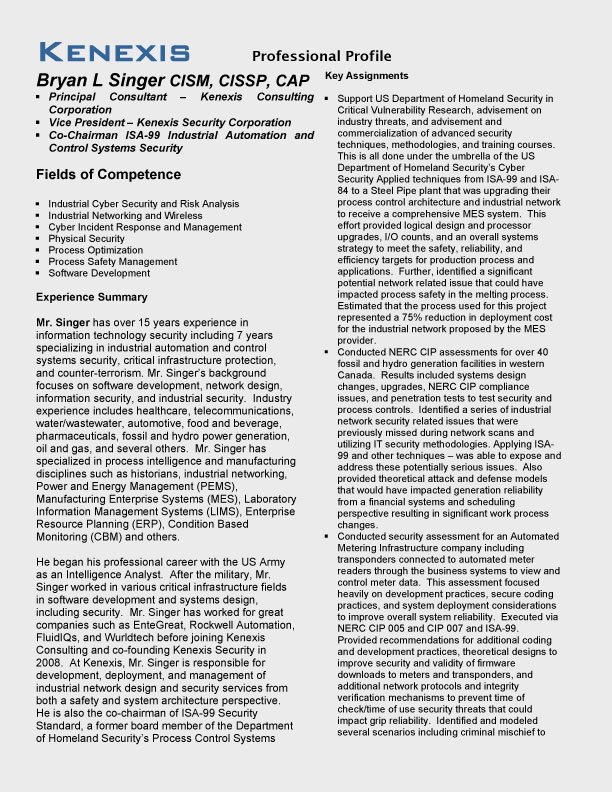 KENEXIS
Professional Profile
Bryan L Singer CISM, CISSP, CAP
▪ Principal Consultant – Kenexis Consulting
Corporation
▪ Vice President – Kenexis Security Corporation
▪ Co-Chairman ISA-99 Industrial Automation and
Control Systems Security
Fields of Competence
▪ Industrial Cyber Security and Risk Analysis
▪ Industrial Networking and Wireless
▪ Cyber Incident Response and Management
▪ Physical Security
▪ Process Optimization
▪ Process Safety Management
▪ Software Development
Experience Summary
Mr. Singer has over 15 years experience in
information technology security including 7 years
specializing in industrial automation and control
systems security, critical infrastructure protection,
and counter-terrorism. Mr. Singer's background
focuses on software development, network design,
information security, and industrial security. Industry
experience includes healthcare, telecommunications,
water/wastewater, automotive, food and beverage,
pharmaceuticals, fossil and hydro power generation,
oil and gas, and several others. Mr. Singer has
specialized in process intelligence and manufacturing
disciplines such as historians, industrial networking,
Power and Energy Management (PEMS),
Manufacturing Enterprise Systems (MES), Laboratory
Information Management Systems (LIMS), Enterprise
Resource Planning (ERP), Condition Based
Monitoring (CBM) and others.
He began his professional career with the US Army
as an Intelligence Analyst. After the military, Mr.
Singer worked in various critical infrastructure fields
in software development and systems design,
including security. Mr. Singer has worked for great
companies such as EnteGreat, Rockwell Automation,
FluidIQs, and Wurldtech before joining Kenexis
Consulting and co-founding Kenexis Security in
2008. At Kenexis, Mr. Singer is responsible for
development, deployment, and management of
industrial network design and security services from
both a safety and system architecture perspective.
He is also the co-chairman of ISA-99 Security
Standard, a former board member of the Department
of Homeland Security's Process Control Systems
Key Assignments
▪ Support US Department of Homeland Security in
Critical Vulnerability Research, advisement on
industry threats, and advisement and
commercialization of advanced security
techniques, methodologies, and training courses.
This is all done under the umbrella of the US
Department of Homeland Security's Cyber
Security Applied techniques from ISA-99 and ISA-
84 to a Steel Pipe plant that was upgrading their
process control architecture and industrial network
to receive a comprehensive MES system. This
effort provided logical design and processor
upgrades, I/O counts, and an overall systems
strategy to meet the safety, reliability, and
efficiency targets for production process and
applications. Further, identified a significant
potential network related issue that could have
impacted process safety in the melting process.
Estimated that the process used for this project
represented a 75% reduction in deployment cost
for the industrial network proposed by the MES
provider.
▪ Conducted NERC CIP assessments for over 40
fossil and hydro generation facilities in western
Canada. Results included systems design
changes, upgrades, NERC CIP compliance
issues, and penetration tests to test security and
process controls. Identified a series of industrial
network security related issues that were
previously missed during network scans and
utilizing IT security methodologies. Applying ISA-
99 and other techniques – was able to expose and
address these potentially serious issues. Also
provided theoretical attack and defense models
that would have impacted generation reliability
from a financial systems and scheduling
perspective resulting in significant work process
changes.
▪ Conducted security assessment for an Automated
Metering Infrastructure company including
transponders connected to automated meter
readers through the business systems to view and
control meter data. This assessment focused
heavily on development practices, secure coding
practices, and system deployment considerations
to improve overall system reliability. Executed via
NERC CIP 005 and CIP 007 and ISA-99.
Provided recommendations for additional coding
and development practices, theoretical designs to
improve security and validity of firmware
downloads to meters and transponders, and
additional network protocols and integrity
verification mechanisms to prevent time of
check/time of use security threats that could
impact grip reliability. Identified and modeled
several scenarios including criminal mischief to